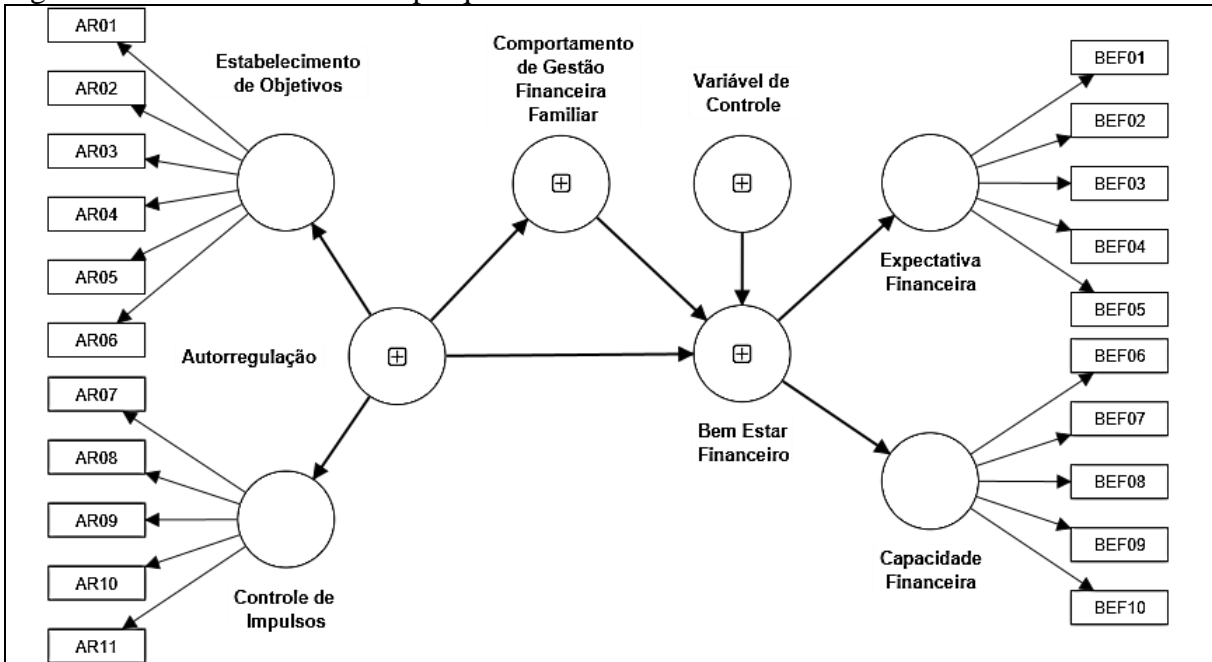 AR01
AR02
AR03
AR04
AR05
AR06
AR07
AR08
AR09
AR10
AR11
Estabelecimento
de Objetivos
Autorregulação
Controle de
Impulsos
Comportamento
de Gestão
Financeira
Familiar
Variável de
Controle
Bem Estar
Financeiro
Expectativa
Financeira
Capacidade
Financeira
BEF01
BEF02
BEF03
BEF04
BEF05
BEF06
BEF07
BEF08
BEF09
BEF10